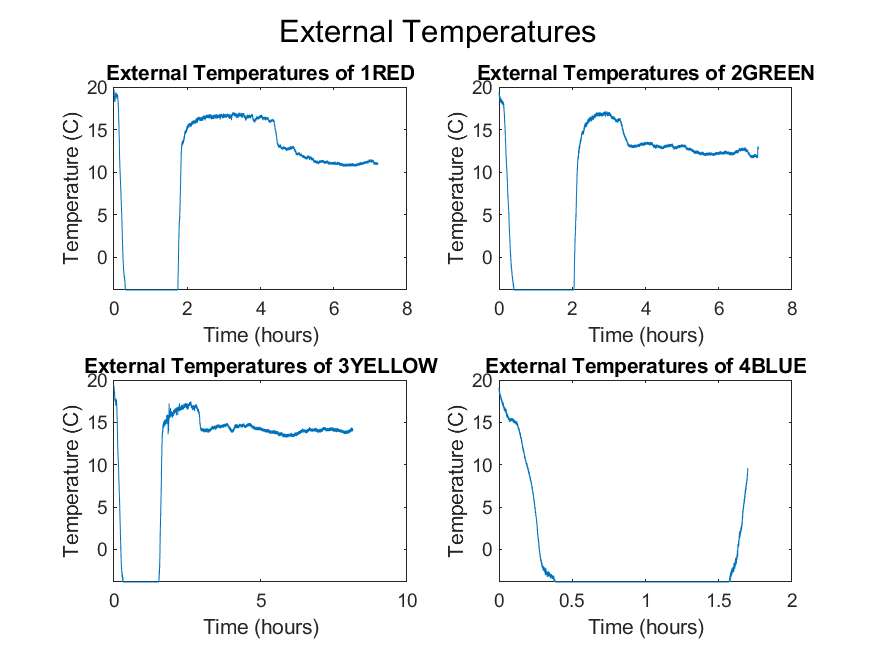 External Temperatures
External Temperatures of 1RED
20
15
10
5
0
Temperature (C)
0 2 4 6 8
Time (hours)
External Temperatures of 2GREEN
20
15
10
5
0
Temperature (C)
0 2 4 6 8
Time (hours)
External Temperatures of 3YELLOW
20
15
10
5
0
Temperature (C)
0 5 10
Time (hours)
External Temperatures of 4BLUE
20
15
10
5
0
Temperature (C)
0 0.5 1 1.5 2
Time (hours)